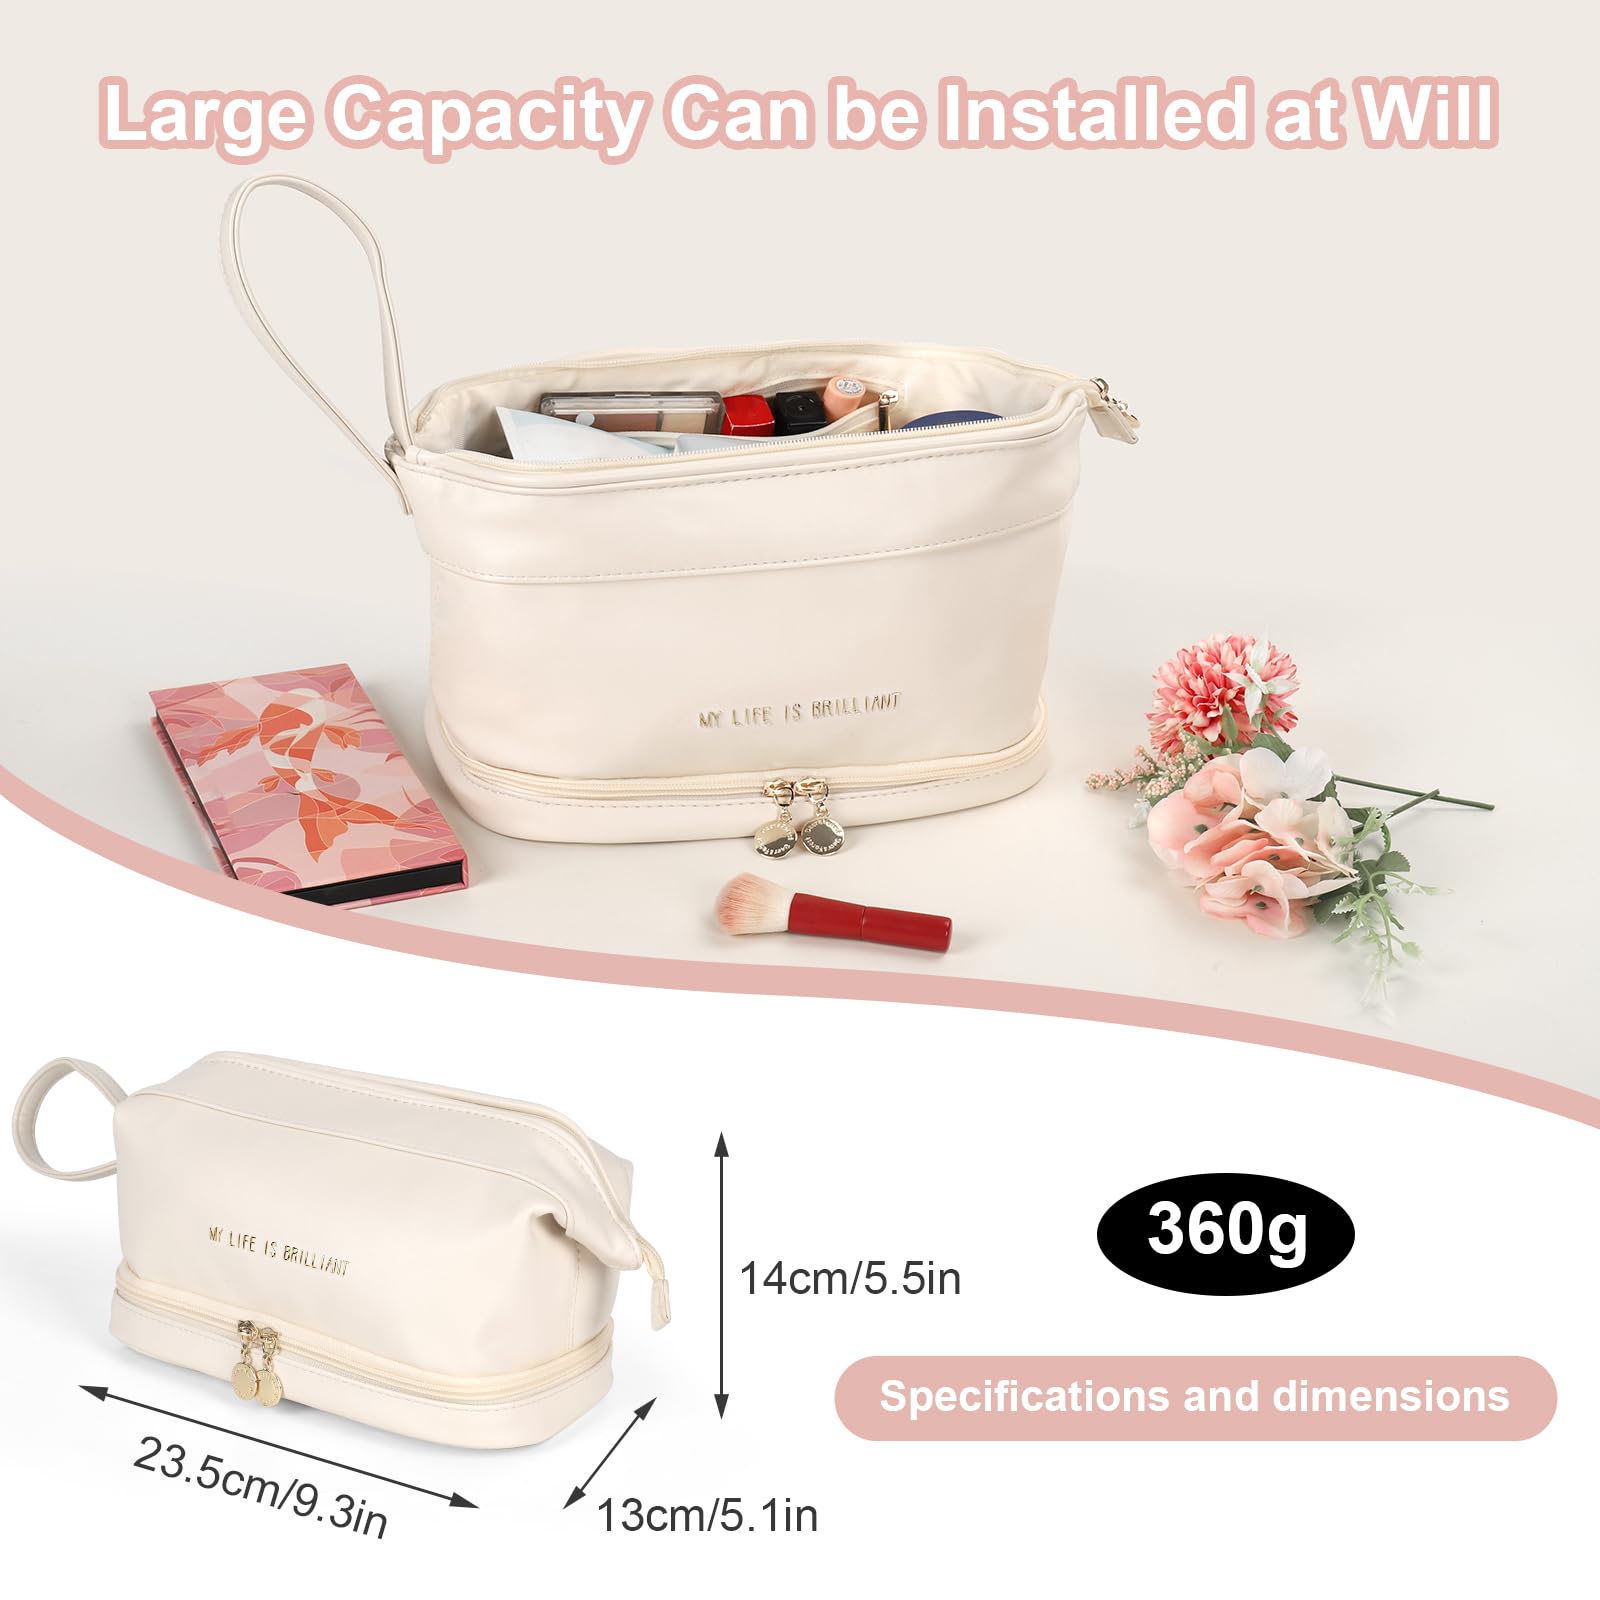 Large Capacity Can be Installed at Will
MY LIFE IS BRILLIANT
MY LIFE IS BRILLIANT
14cm/5.5in
360g
Specifications and dimensions
23.5cm/9.3in
13cm/5.1in